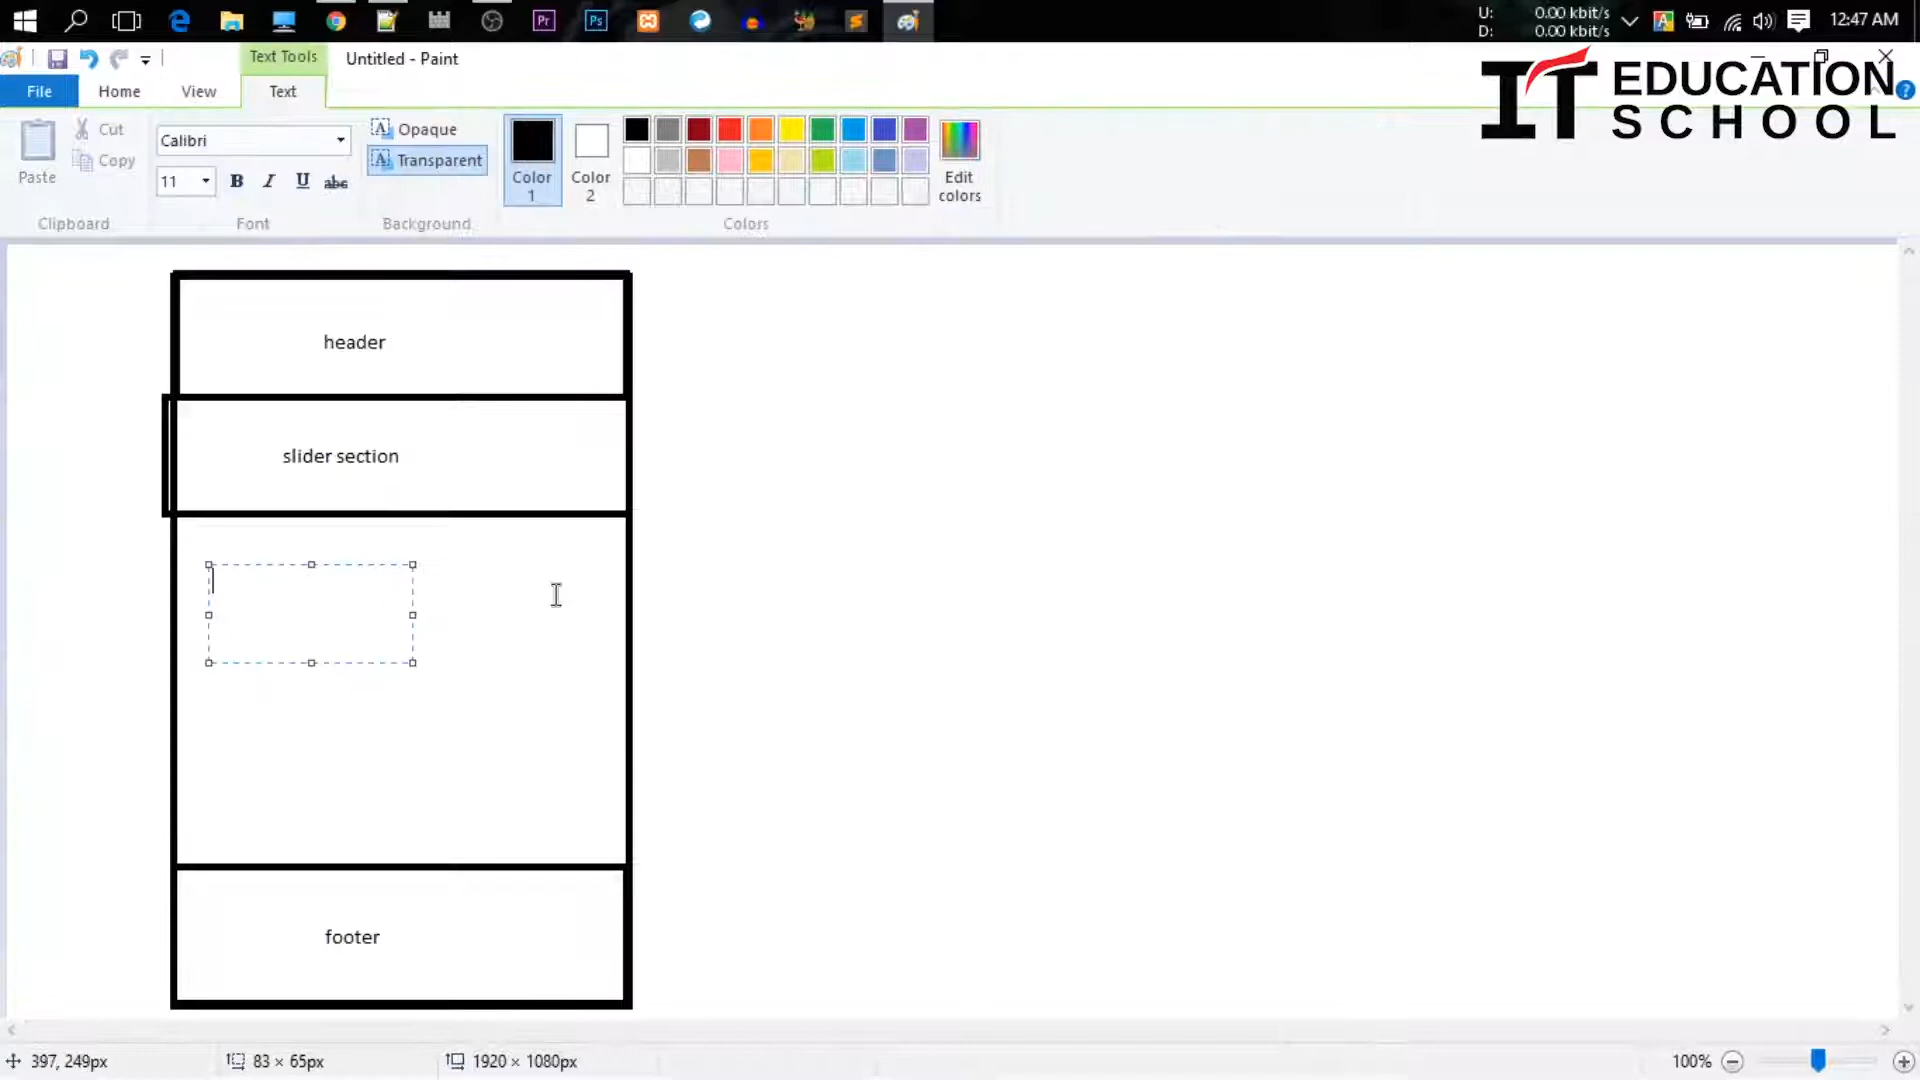 U: 0.00 kbit/s
D: 0.00 kbit/s
12:47 AM
Text Tools
Untitled - Paint
File
Home
View
Text
IT EDUCATION
SCHOOL
Paste
Cut
Copy
Clipboard
Calibri
11
B I U abc
Font
Opaque
Transparent
Background
Color
1
Color
2
Colors
Edit
colors
header
slider section
footer
397, 249px
83 × 65px
1920 × 1080px
100%